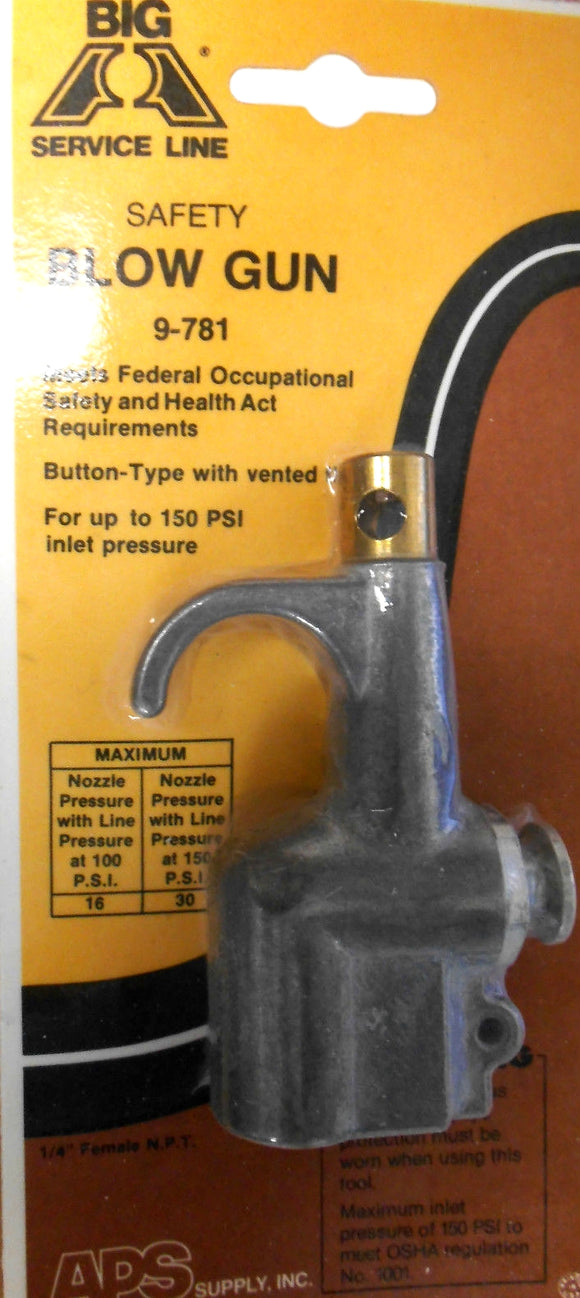 BIG
A
SERVICE LINE
SAFETY
BLOW GUN
9-781
Meets Federal Occupational
Safety and Health Act
Requirements
Button-Type with vented
For up to 150 PSI
inlet pressure
MAXIMUM
Nozzle
Pressure
with Line
Pressure
at 100
P.S.I.
16
Nozzle
Pressure
with Line
Pressure
at 150
P.S.I.
30
1/4" Female N.P.T.
protection must be
worn when using this
tool.
Maximum inlet
pressure of 150 PSI to
meet OSHA regulation
No. 1001.
APS SUPPLY, INC.